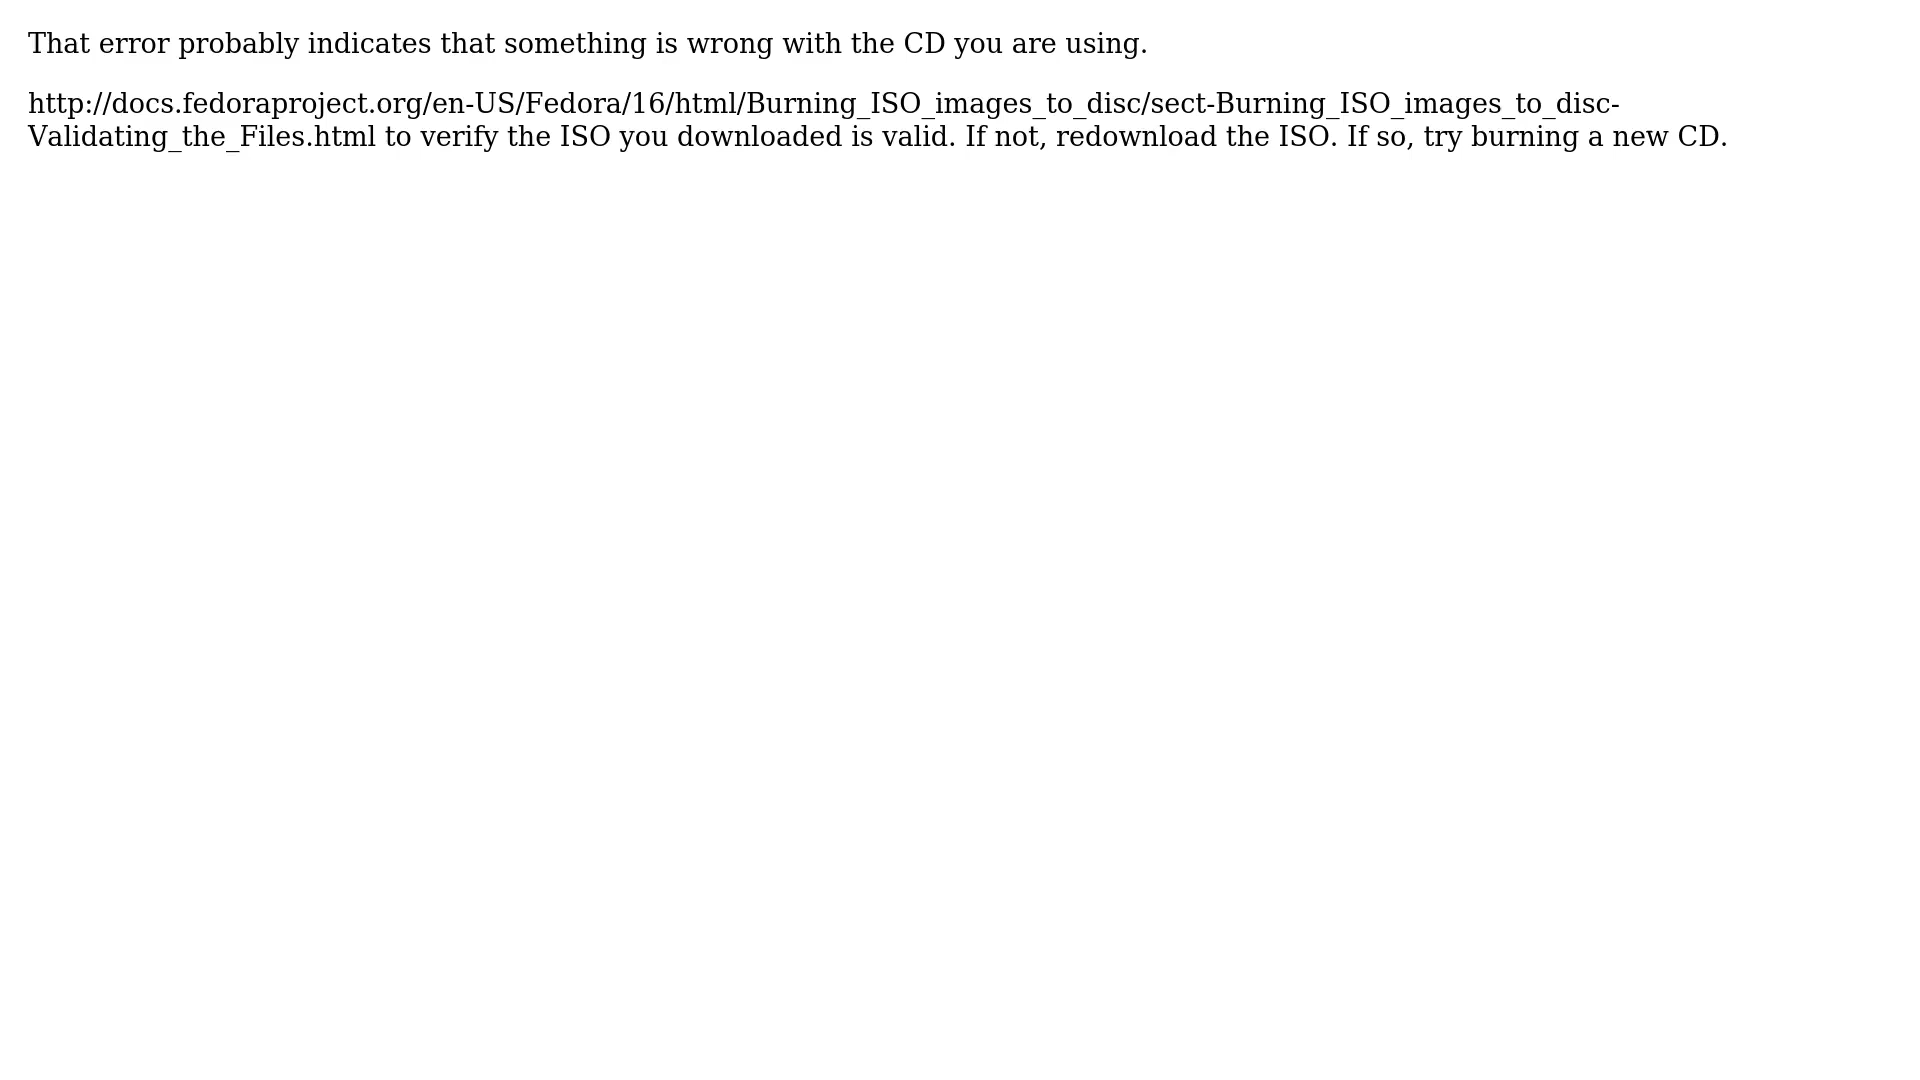 That error probably indicates that something is wrong with the CD you are using.
http://docs.fedoraproject.org/en-US/Fedora/16/html/Burning_ISO_images_to_disc/sect-Burning_ISO_images_to_disc-
Validating_the_Files.html to verify the ISO you downloaded is valid. If not, redownload the ISO. If so, try burning a new CD.